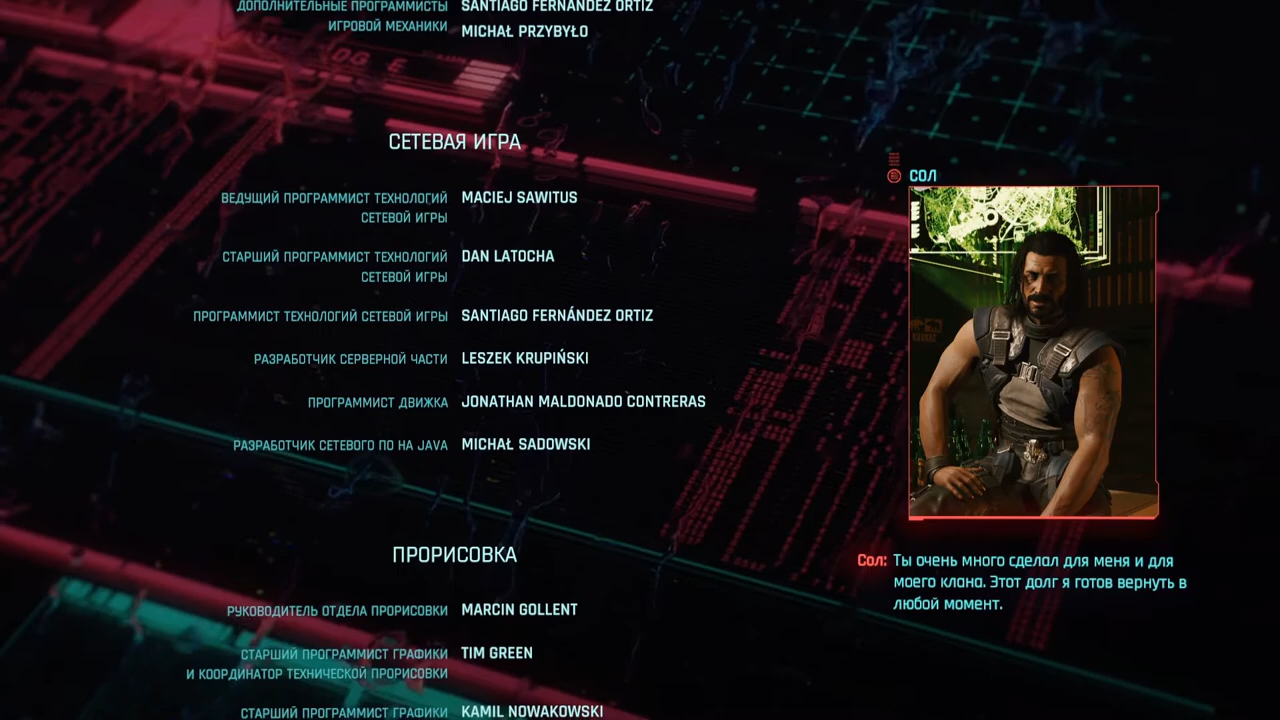 ДОПОЛНИТЕЛЬНЫЕ ПРОГРАММИСТЫ SANTIAGO FERNÁNDEZ ORTIZ
ИГРОВОЙ МЕХАНИКИ MICHAŁ PRZYBYŁO
СЕТЕВАЯ ИГРА
ВЕДУЩИЙ ПРОГРАММИСТ ТЕХНОЛОГИЙ MACIEJ SAWITUS
СЕТЕВОЙ ИГРЫ
СТАРШИЙ ПРОГРАММИСТ ТЕХНОЛОГИЙ DAN LATOCHA
СЕТЕВОЙ ИГРЫ
ПРОГРАММИСТ ТЕХНОЛОГИЙ СЕТЕВОЙ ИГРЫ SANTIAGO FERNÁNDEZ ORTIZ
РАЗРАБОТЧИК СЕРВЕРНОЙ ЧАСТИ LESZEK KRUPIŃSKI
ПРОГРАММИСТ ДВИЖКА JONATHAN MALDONADO CONTRERAS
РАЗРАБОТЧИК СЕТЕВОГО ПО НА JAVA MICHAŁ SADOWSKI
ПРОРИСОВКА
РУКОВОДИТЕЛЬ ОТДЕЛА ПРОРИСОВКИ MARCIN GOLLENT
СТАРШИЙ ПРОГРАММИСТ ГРАФИКИ TIM GREEN
И КООРДИНАТОР ТЕХНИЧЕСКОЙ ПРОРИСОВКИ
СТАРШИЙ ПРОГРАММИСТ ГРАФИКИ KAMIL NOWAKOWSKI
СОЛ
Сол: Ты очень много сделал для меня и для
моего клана. Этот долг я готов вернуть в
любой момент.